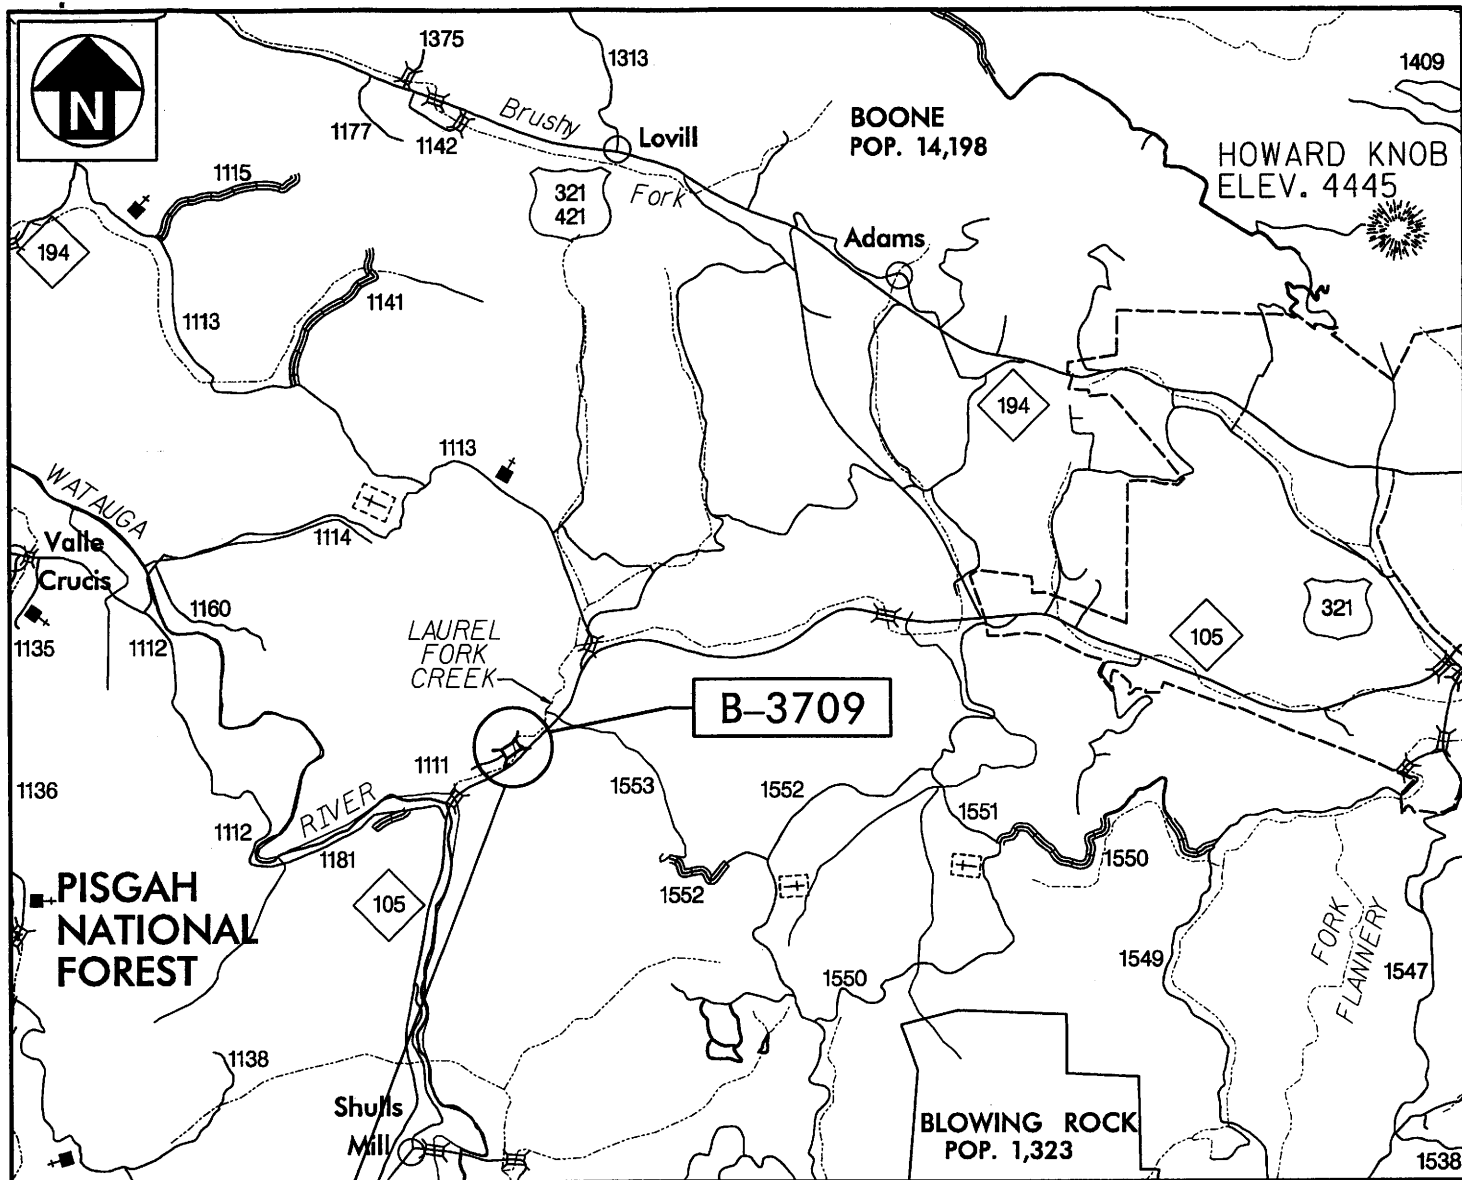 N
1375
1313
1409
1177
1142
Brushy
Fork
Lovill
BOONE
POP. 14,198
HOWARD KNOB
ELEV. 4445
1115
321
421
194
Adams
1141
1113
194
1113
WATAUGA
Valle
Crucis
1114
1160
1135
1112
LAUREL
FORK
CREEK
321
105
B–3709
1111
1136
1553
1552
1551
RIVER
1112
1181
1550
1552
PISGAH
NATIONAL
FOREST
105
1549
FORK
FLANNERY
1547
1550
1138
Shulls
Mill
BLOWING ROCK
POP. 1,323
1538